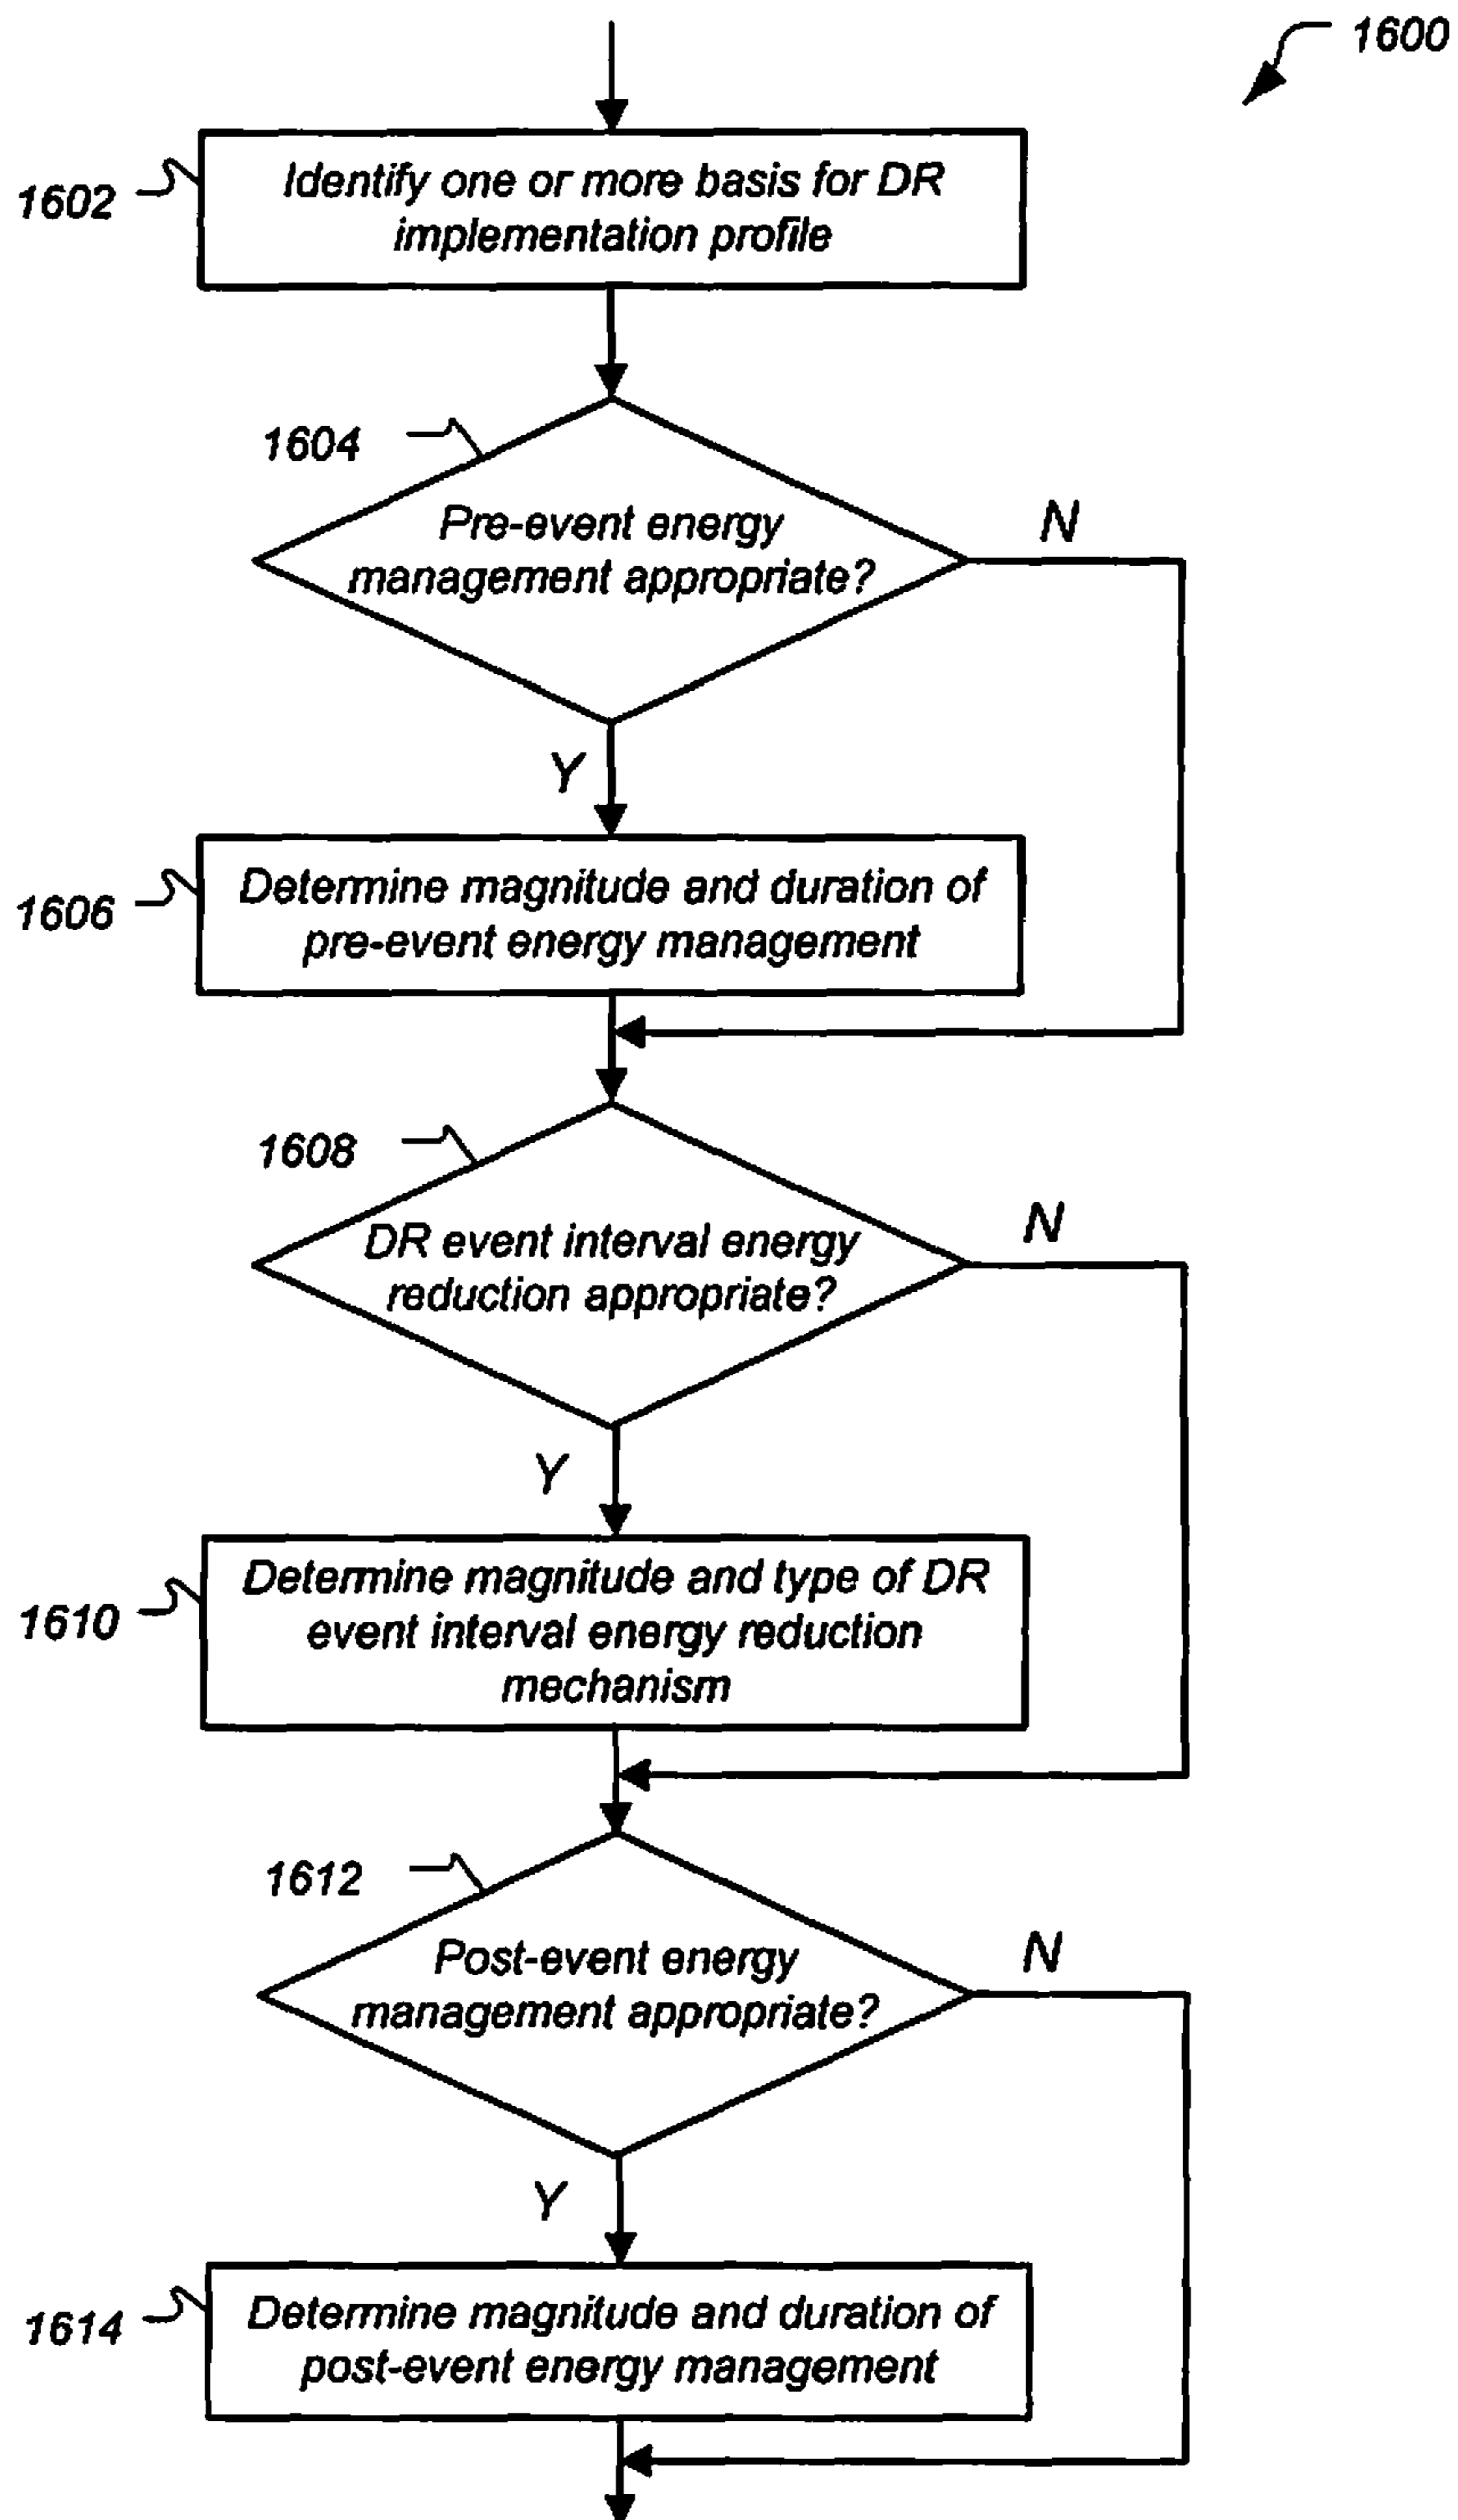 1600
1602
Identify one or more basis for DR
implementation profile
1604
Pre-event energy
management appropriate?
N
Y
1606
Determine magnitude and duration of
pre-event energy management
1608
DR event interval energy
reduction appropriate?
N
Y
1610
Determine magnitude and type of DR
event interval energy reduction
mechanism
1612
Post-event energy
management appropriate?
N
Y
1614
Determine magnitude and duration of
post-event energy management